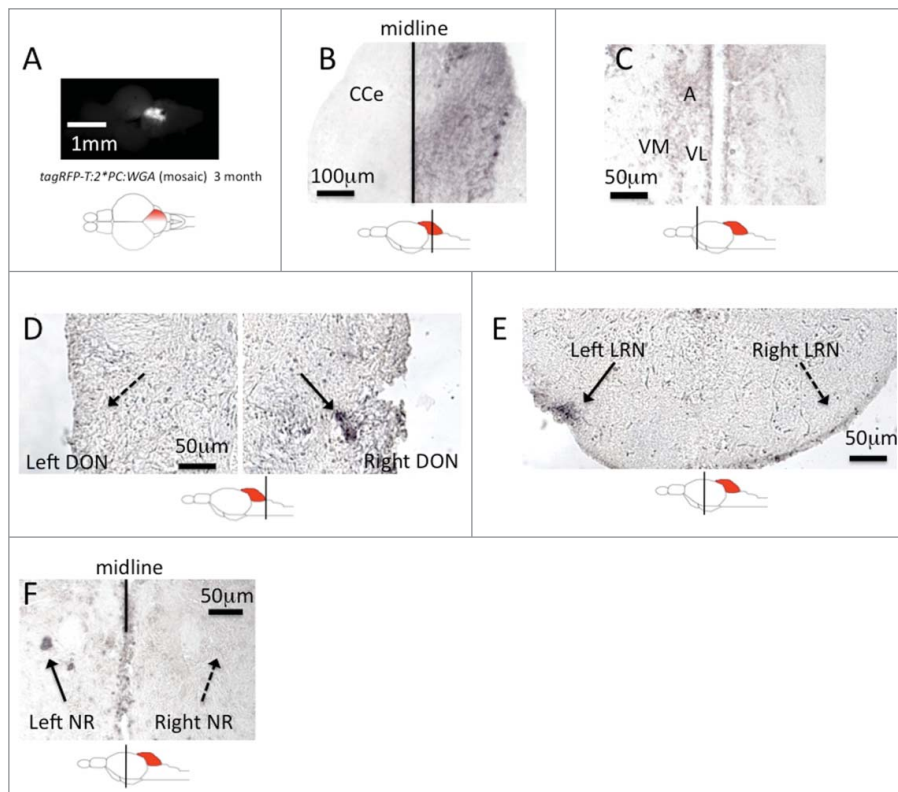 A
1mm
tagRFP-T:2*PC:WGA (mosaic) 3 month
midline
B
CCe
100μm
C
A
VM
VL
50μm
D
50μm
Left DON
Right DON
E
Left LRN
Right LRN
50μm
midline
F
50μm
Left NR
Right NR